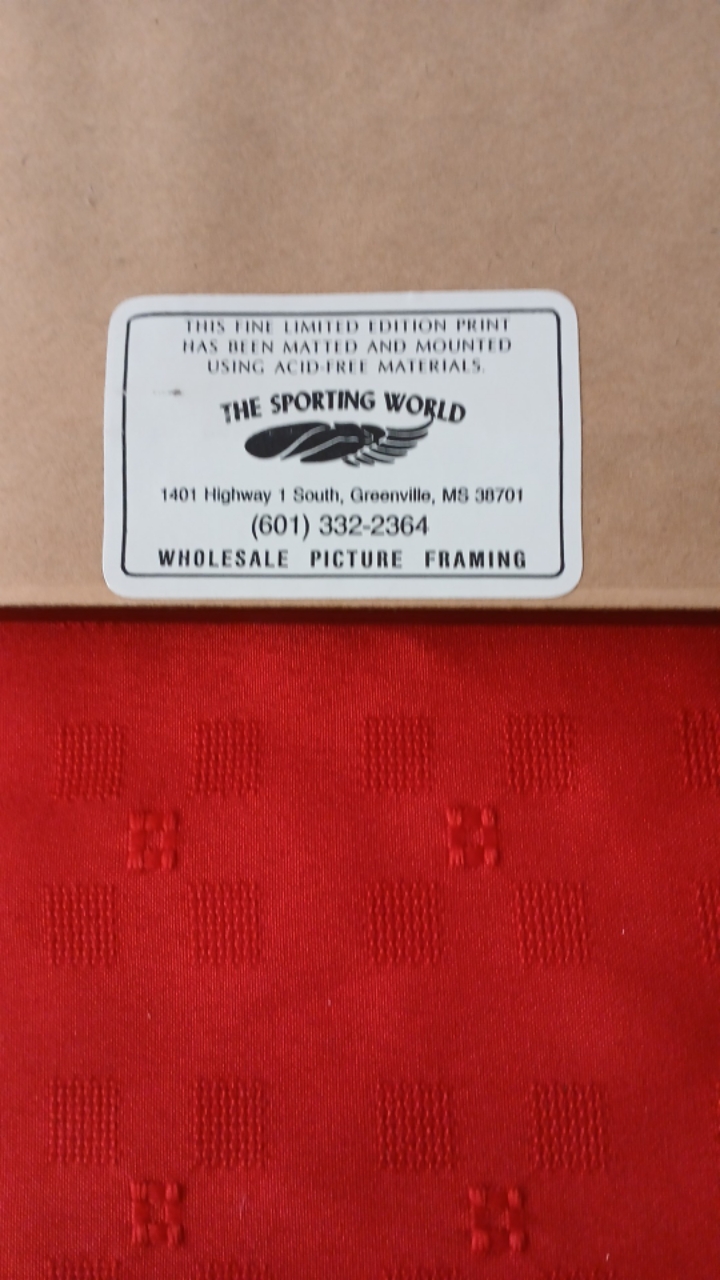 THIS FINE LIMITED EDITION PRINT
HAS BEEN MATTED AND MOUNTED
USING ACID-FREE MATERIALS.
THE SPORTING WORLD
1401 Highway 1 South, Greenville, MS 38701
(601) 332-2364
WHOLESALE PICTURE FRAMING